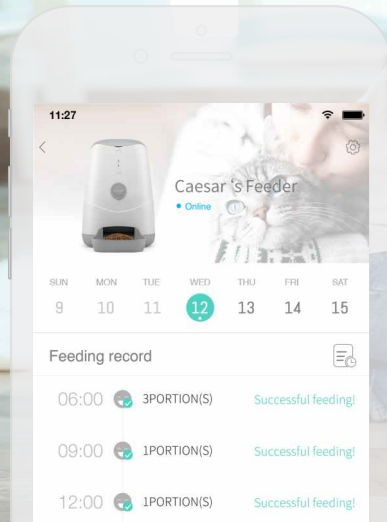 11:27
Caesar 's Feeder
Online
SUN MON TUE WED THU FRI SAT
9 10 11 12 13 14 15
Feeding record
06:00 3PORTION(S) Successful feeding!
09:00 1PORTION(S) Successful feeding!
12:00 1PORTION(S) Successful feeding!